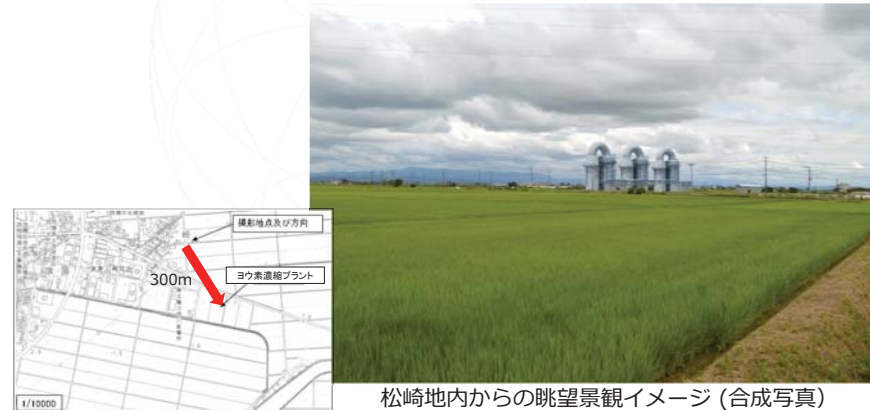 撮影地点及び方向
ヨウ素濃縮プラント
300m
1/10000
松崎地内からの眺望景観イメージ (合成写真)